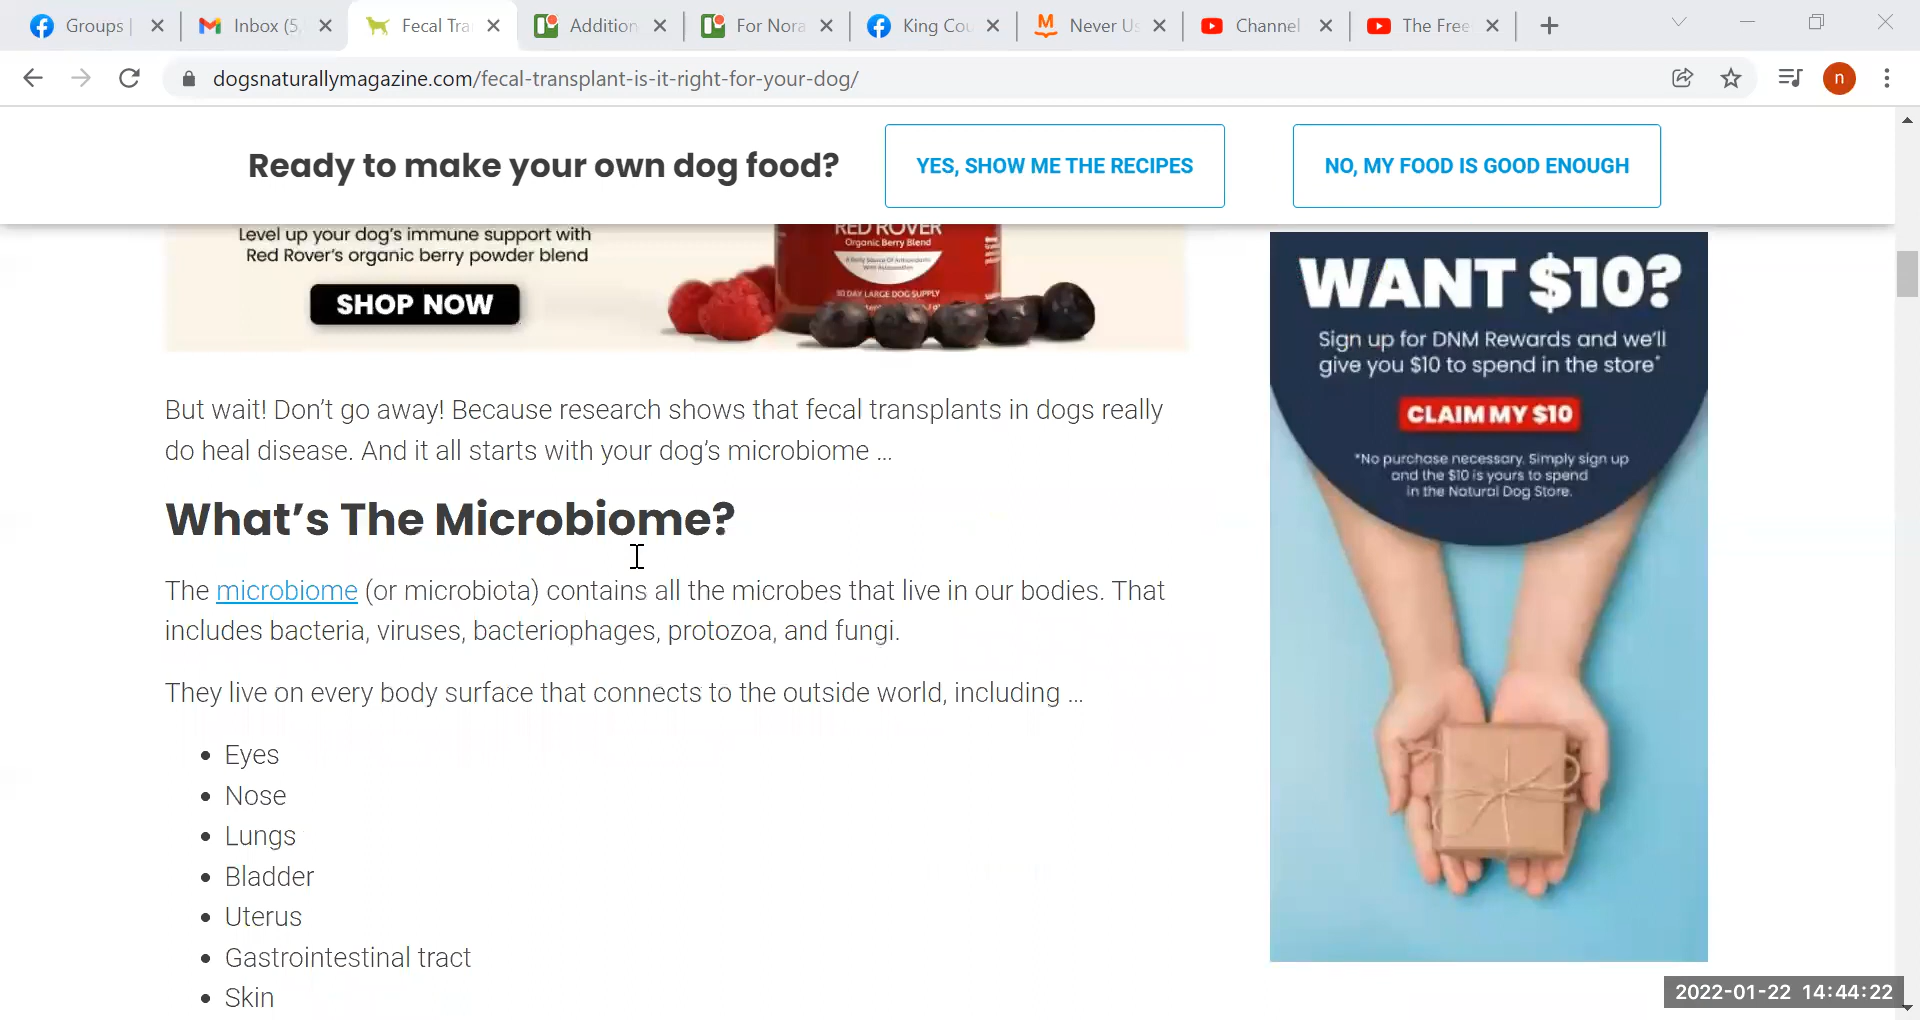 Groups |
Inbox (5,
Fecal Tra
Addition
For Nora
King Cou
Never Us
Channel
The Free
dogsnaturallymagazine.com/fecal-transplant-is-it-right-for-your-dog/
n
Ready to make your own dog food?
YES, SHOW ME THE RECIPES
NO, MY FOOD IS GOOD ENOUGH
Level up your dog's immune support with
Red Rover's organic berry powder blend
SHOP NOW
RED ROVER
Organic Berry Blend
30 DAY LARGE DOG SUPPLY
WANT $10?
Sign up for DNM Rewards and we'll
give you $10 to spend in the store*
CLAIM MY $10
*No purchase necessary. Simply sign up
and the $10 is yours to spend
in the Natural Dog Store.
But wait! Don't go away! Because research shows that fecal transplants in dogs really
do heal disease. And it all starts with your dog's microbiome ...
What's The Microbiome?
The microbiome (or microbiota) contains all the microbes that live in our bodies. That
includes bacteria, viruses, bacteriophages, protozoa, and fungi.
They live on every body surface that connects to the outside world, including ...
• Eyes
• Nose
• Lungs
• Bladder
• Uterus
• Gastrointestinal tract
• Skin
2022-01-22 14:44:22